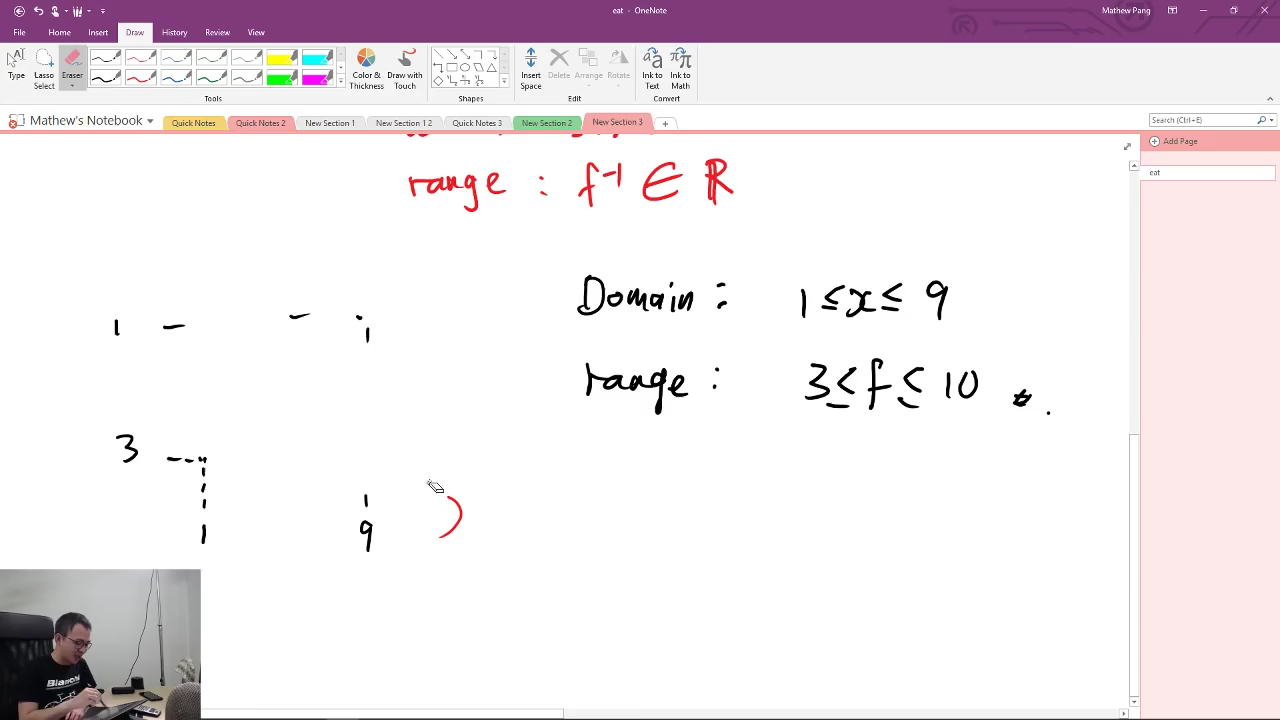 eat - OneNote
Mathew Pang
File Home Insert Draw History Review View
Type
Lasso Select
Eraser
Color & Thickness
Draw with Touch
Insert Space
Delete
Arrange
Rotate
Ink to Text
Ink to Math
Tools
Shapes
Edit
Convert
Mathew's Notebook
Quick Notes
Quick Notes 2
New Section 1
New Section 1 2
Quick Notes 3
New Section 2
New Section 3
Search (Ctrl+E)
Add Page
eat
range : f⁻¹ ∈ ℝ
Domain : 1 ≤ x ≤ 9
range : 3 ≤ f ≤ 10
3
1
9
Bianchi